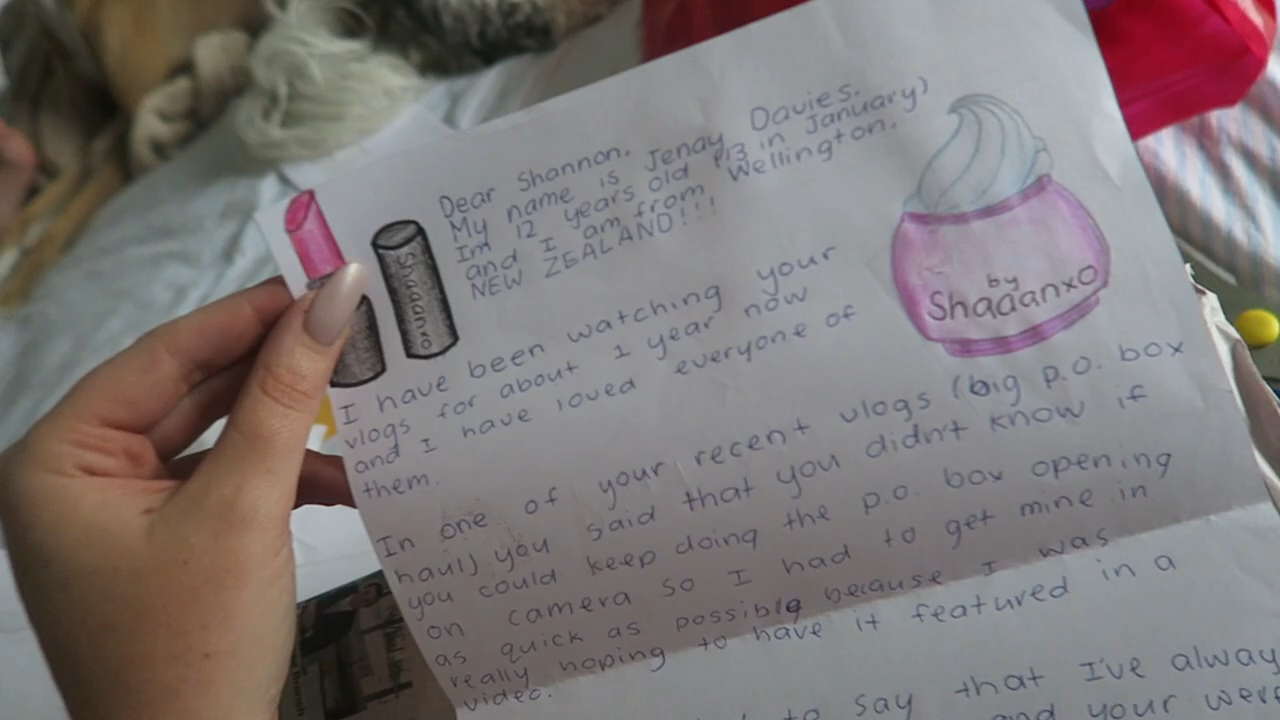 Dear Shannon.
My name is Jenay Davies.
Im 12 years old (13 in January)
and I am from Wellington.
NEW ZEALAND!!!
Shaaanxo
by
ShaaanxO
I have been watching your
vlogs for about 1 year now
and I have loved everyone of
them.
In one of your recent vlogs (big p.o. box
haul) you said that you didn't know if
you could keep doing the p.o. box opening
on camera so I had to get mine in
as quick as possible because I was
really hoping to have it featured in a
video.
to say that I've alway
and your